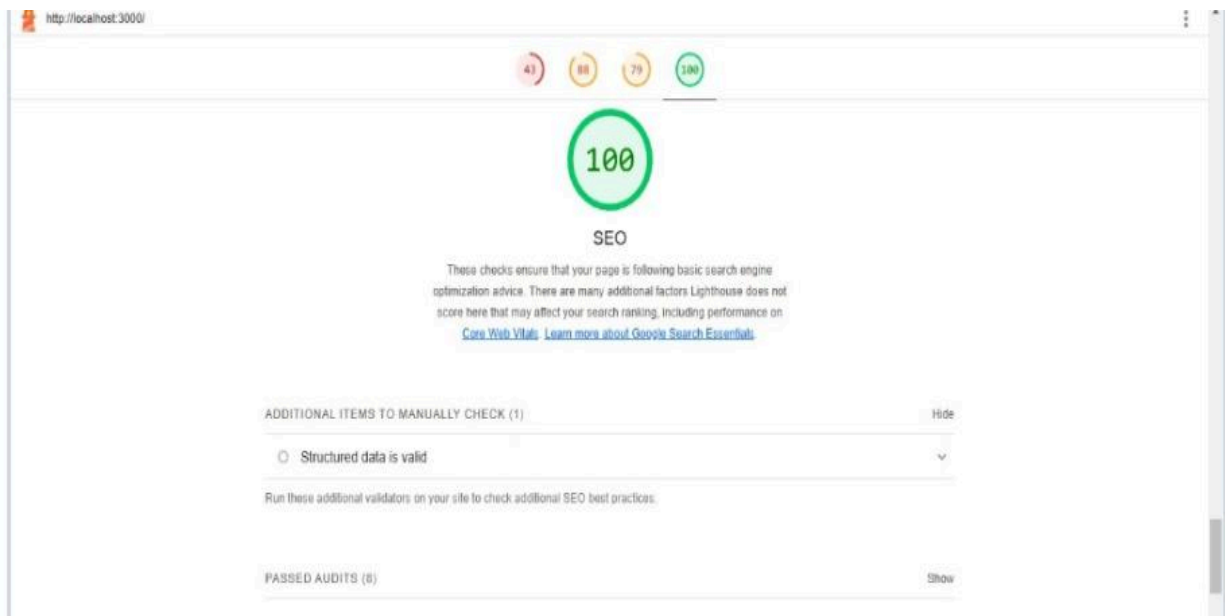 http://localhost:3000/
43 88 79 100
100
SEO
These checks ensure that your page is following basic search engine
optimization advice. There are many additional factors Lighthouse does not
score here that may affect your search ranking, including performance on
Core Web Vitals. Learn more about Google Search Essentials.
ADDITIONAL ITEMS TO MANUALLY CHECK (1) Hide
Structured data is valid
Run these additional validators on your site to check additional SEO best practices.
PASSED AUDITS (8) Show